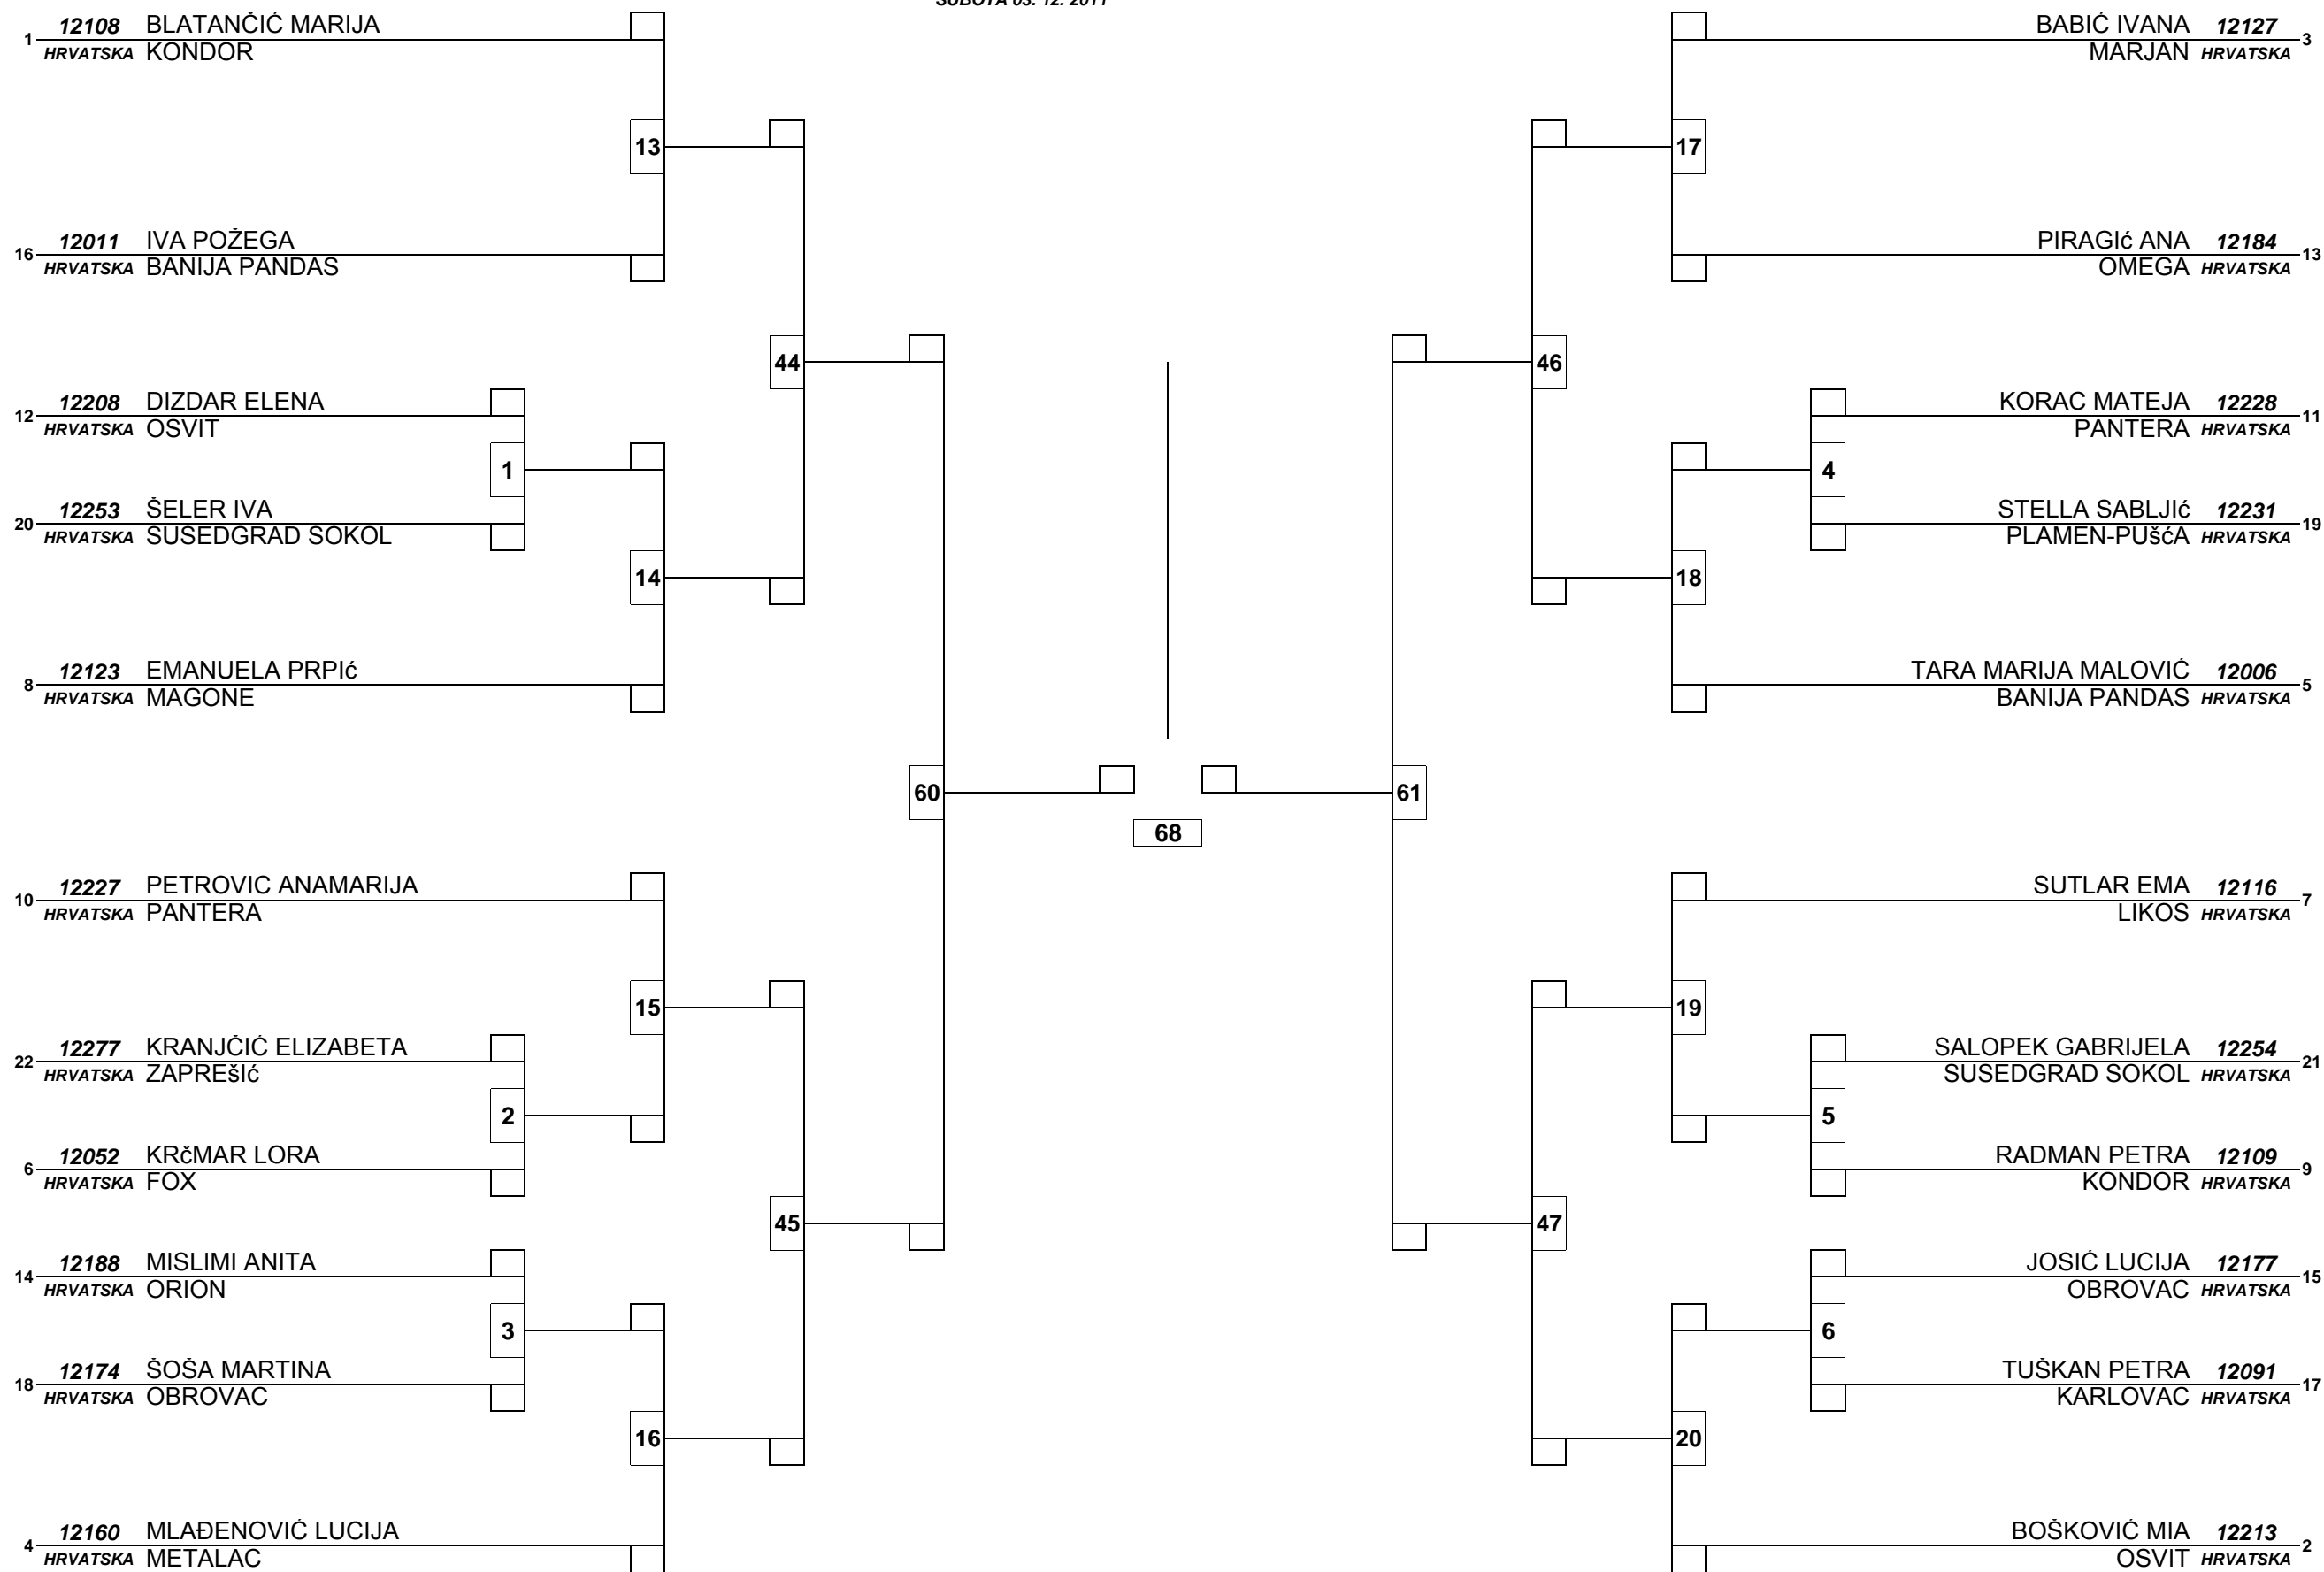 SUBOTA 03. 12. 2011
1 12108 BLATANČIĆ MARIJA
HRVATSKA KONDOR
13
16 12011 IVA POŽEGA
HRVATSKA BANIJA PANDAS
44
12 12208 DIZDAR ELENA
HRVATSKA OSVIT
1
20 12253 ŠELER IVA
HRVATSKA SUSEDGRAD SOKOL
14
8 12123 EMANUELA PRPIć
HRVATSKA MAGONE
60
10 12227 PETROVIC ANAMARIJA
HRVATSKA PANTERA
15
22 12277 KRANJČIĆ ELIZABETA
HRVATSKA ZAPREšIć
2
6 12052 KRčMAR LORA
HRVATSKA FOX
45
14 12188 MISLIMI ANITA
HRVATSKA ORION
3
18 12174 ŠOŠA MARTINA
HRVATSKA OBROVAC
16
4 12160 MLAĐENOVIĆ LUCIJA
HRVATSKA METALAC
68
BABIĆ IVANA 12127 3
MARJAN HRVATSKA
17
PIRAGIć ANA 12184 13
OMEGA HRVATSKA
46
KORAC MATEJA 12228 11
PANTERA HRVATSKA
4
STELLA SABLJIć 12231 19
PLAMEN-PUšćA HRVATSKA
18
TARA MARIJA MALOVIĆ 12006 5
BANIJA PANDAS HRVATSKA
61
SUTLAR EMA 12116 7
LIKOS HRVATSKA
19
SALOPEK GABRIJELA 12254 21
SUSEDGRAD SOKOL HRVATSKA
5
RADMAN PETRA 12109 9
KONDOR HRVATSKA
47
JOSIĆ LUCIJA 12177 15
OBROVAC HRVATSKA
6
TUŠKAN PETRA 12091 17
KARLOVAC HRVATSKA
20
BOŠKOVIĆ MIA 12213 2
OSVIT HRVATSKA